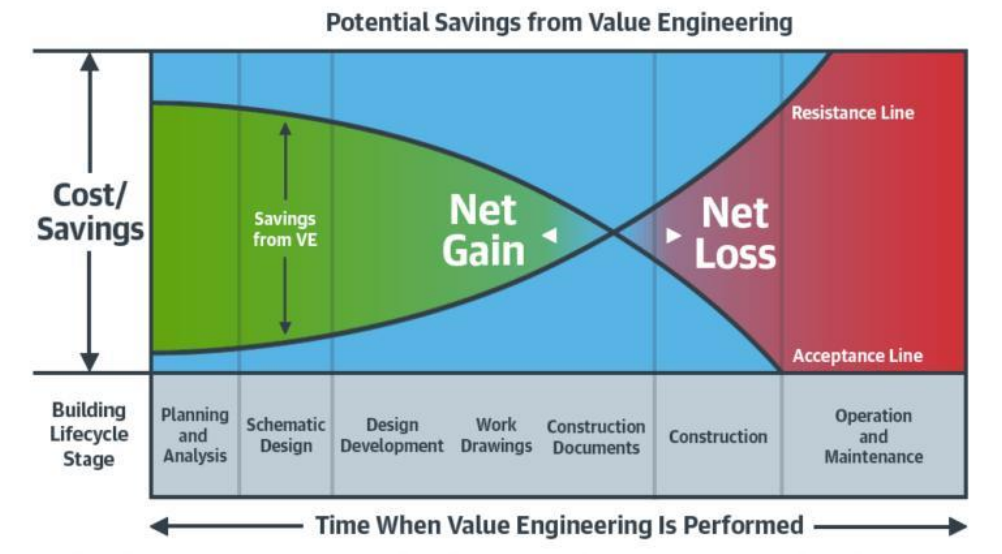 Potential Savings from Value Engineering
Cost/
Savings
Savings
from VE
Net
Gain
Net
Loss
Resistance Line
Acceptance Line
Building
Lifecycle
Stage
Planning
and
Analysis
Schematic
Design
Design
Development
Work
Drawings
Construction
Documents
Construction
Operation
and
Maintenance
Time When Value Engineering Is Performed